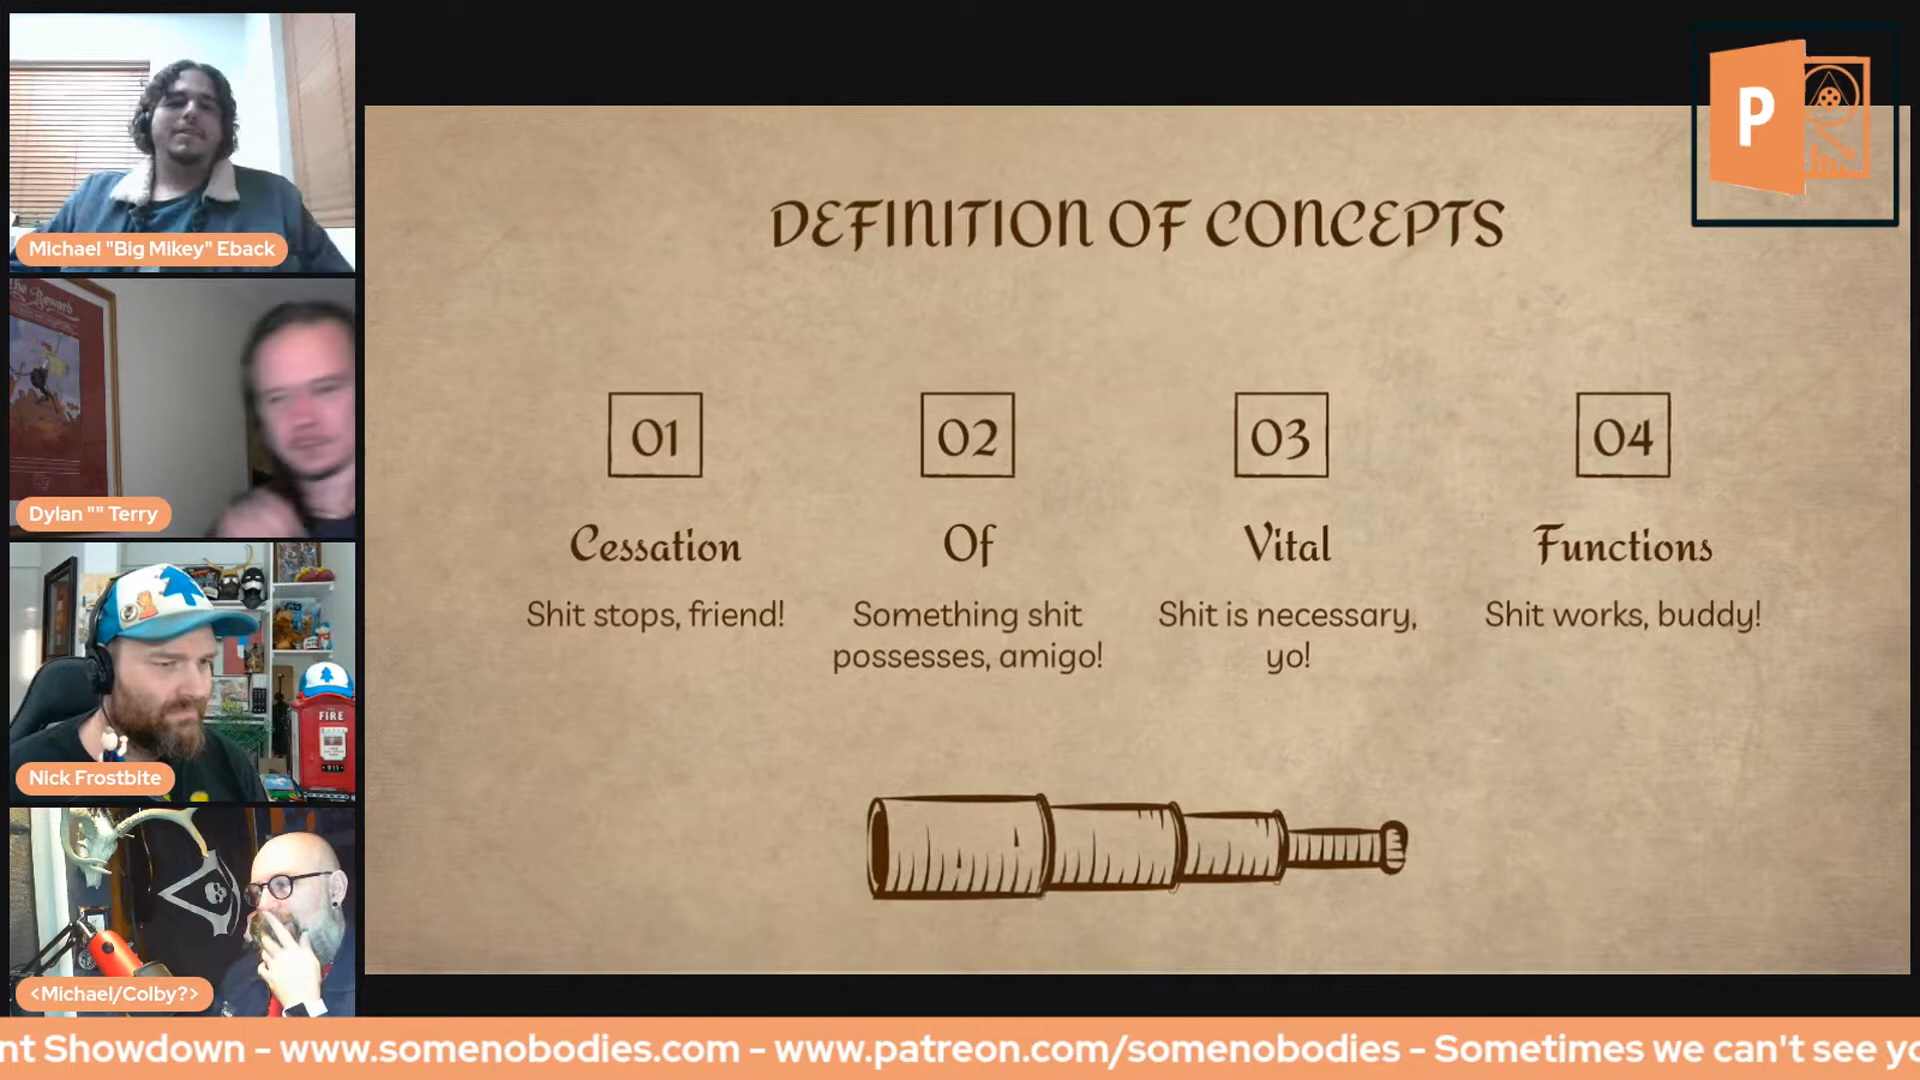 Michael "Big Mikey" Eback
the Reward
Dylan "" Terry
Nick Frostbite
FIRE
<Michael/Colby?>
P
DEFINITION OF CONCEPTS
01
Cessation
Shit stops, friend!
02
Of
Something shit
possesses, amigo!
03
Vital
Shit is necessary,
yo!
04
Functions
Shit works, buddy!
nt Showdown - www.somenobodies.com - www.patreon.com/somenobodies - Sometimes we can't see yo